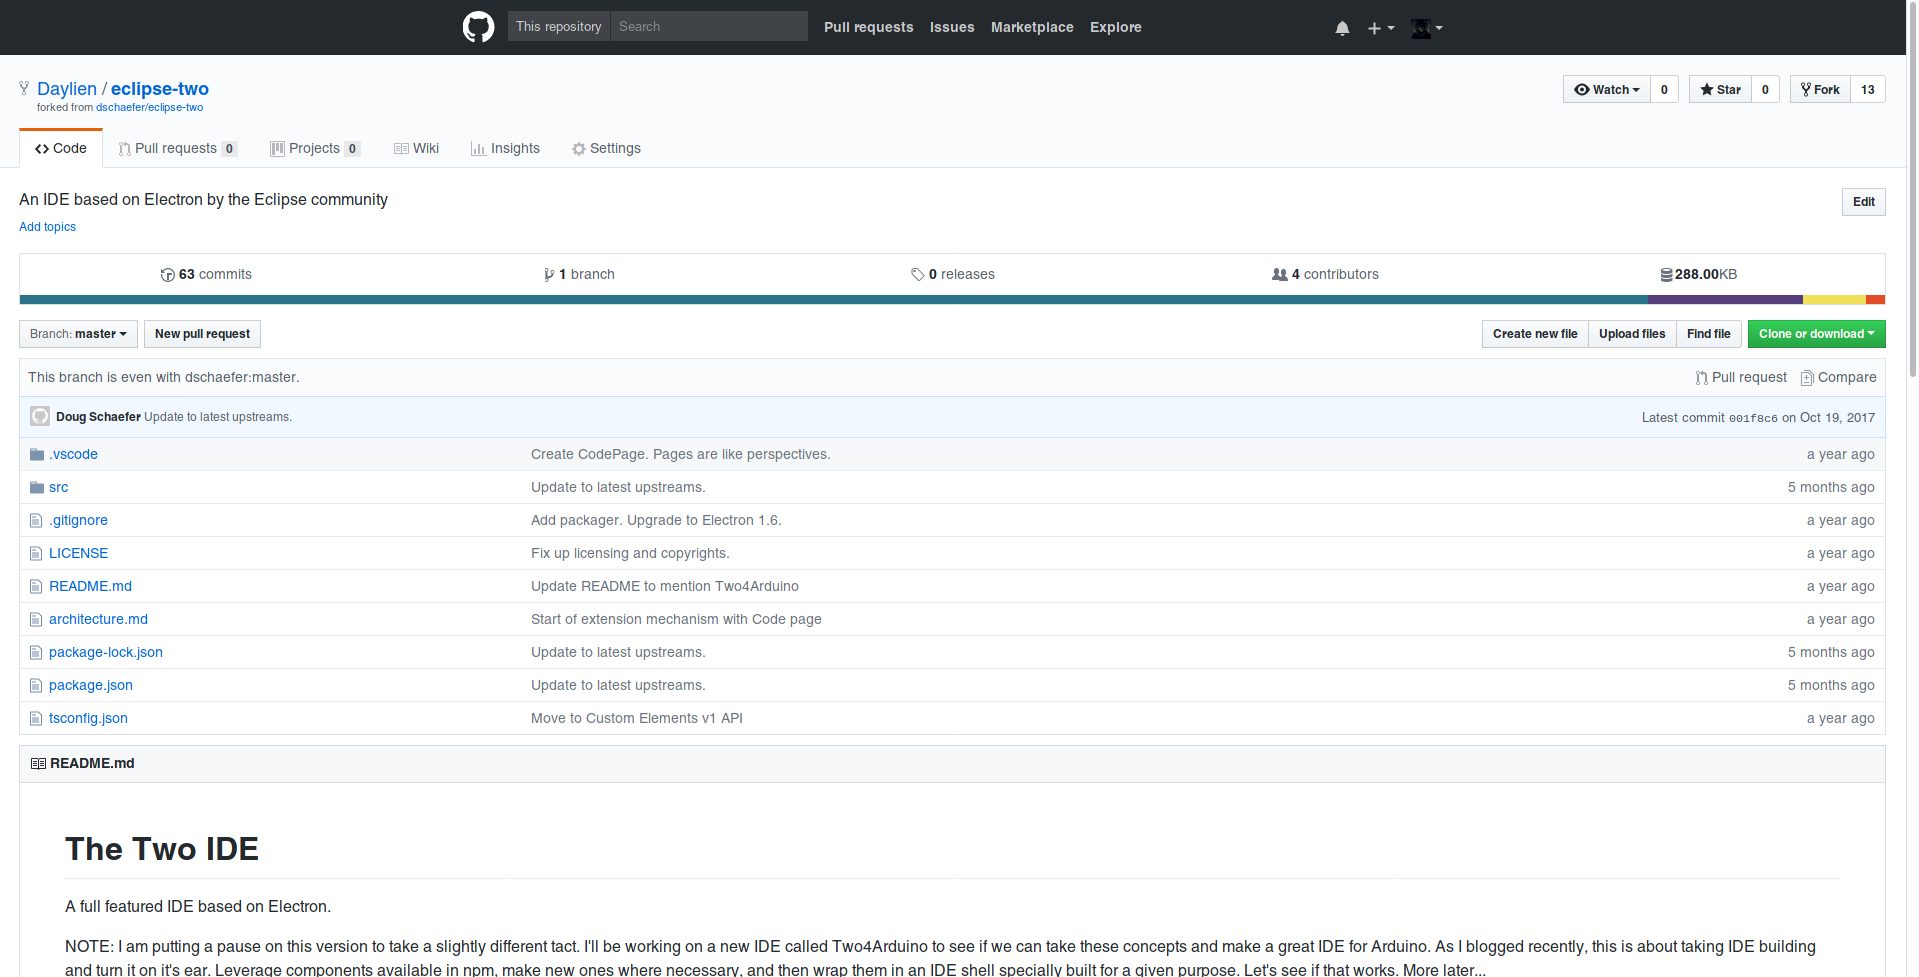 This repository Search Pull requests Issues Marketplace Explore
Daylien / eclipse-two
Watch 0 Star 0 Fork 13
forked from dschaefer/eclipse-two
Code Pull requests 0 Projects 0 Wiki Insights Settings
An IDE based on Electron by the Eclipse community
Edit
Add topics
63 commits 1 branch 0 releases 4 contributors 288.00KB
Branch: master New pull request Create new file Upload files Find file Clone or download
This branch is even with dschaefer:master. Pull request Compare
Doug Schaefer Update to latest upstreams. Latest commit 001f8c6 on Oct 19, 2017
.vscode Create CodePage. Pages are like perspectives. a year ago
src Update to latest upstreams. 5 months ago
.gitignore Add packager. Upgrade to Electron 1.6. a year ago
LICENSE Fix up licensing and copyrights. a year ago
README.md Update README to mention Two4Arduino a year ago
architecture.md Start of extension mechanism with Code page a year ago
package-lock.json Update to latest upstreams. 5 months ago
package.json Update to latest upstreams. 5 months ago
tsconfig.json Move to Custom Elements v1 API a year ago
README.md
The Two IDE
A full featured IDE based on Electron.
NOTE: I am putting a pause on this version to take a slightly different tact. I'll be working on a new IDE called Two4Arduino to see if we can take these concepts and make a great IDE for Arduino. As I blogged recently, this is about taking IDE building
and turn it on it's ear. Leverage components available in npm, make new ones where necessary, and then wrap them in an IDE shell specially built for a given purpose. Let's see if that works. More later...